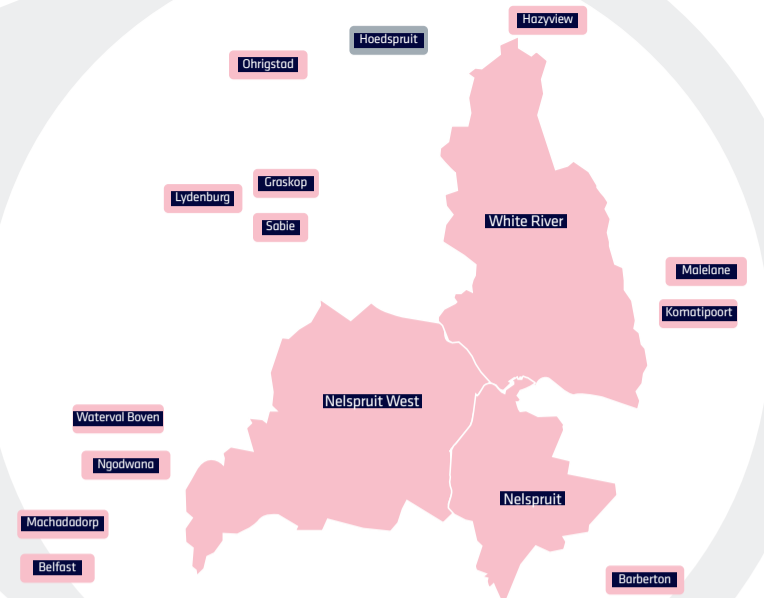 Hazyview
Hoedspruit
Ohrigstad
Graskop
Lydenburg
Sabie
White River
Malelane
Komatipoort
Nelspruit West
Waterval Boven
Ngodwana
Nelspruit
Machadadorp
Belfast
Barberton